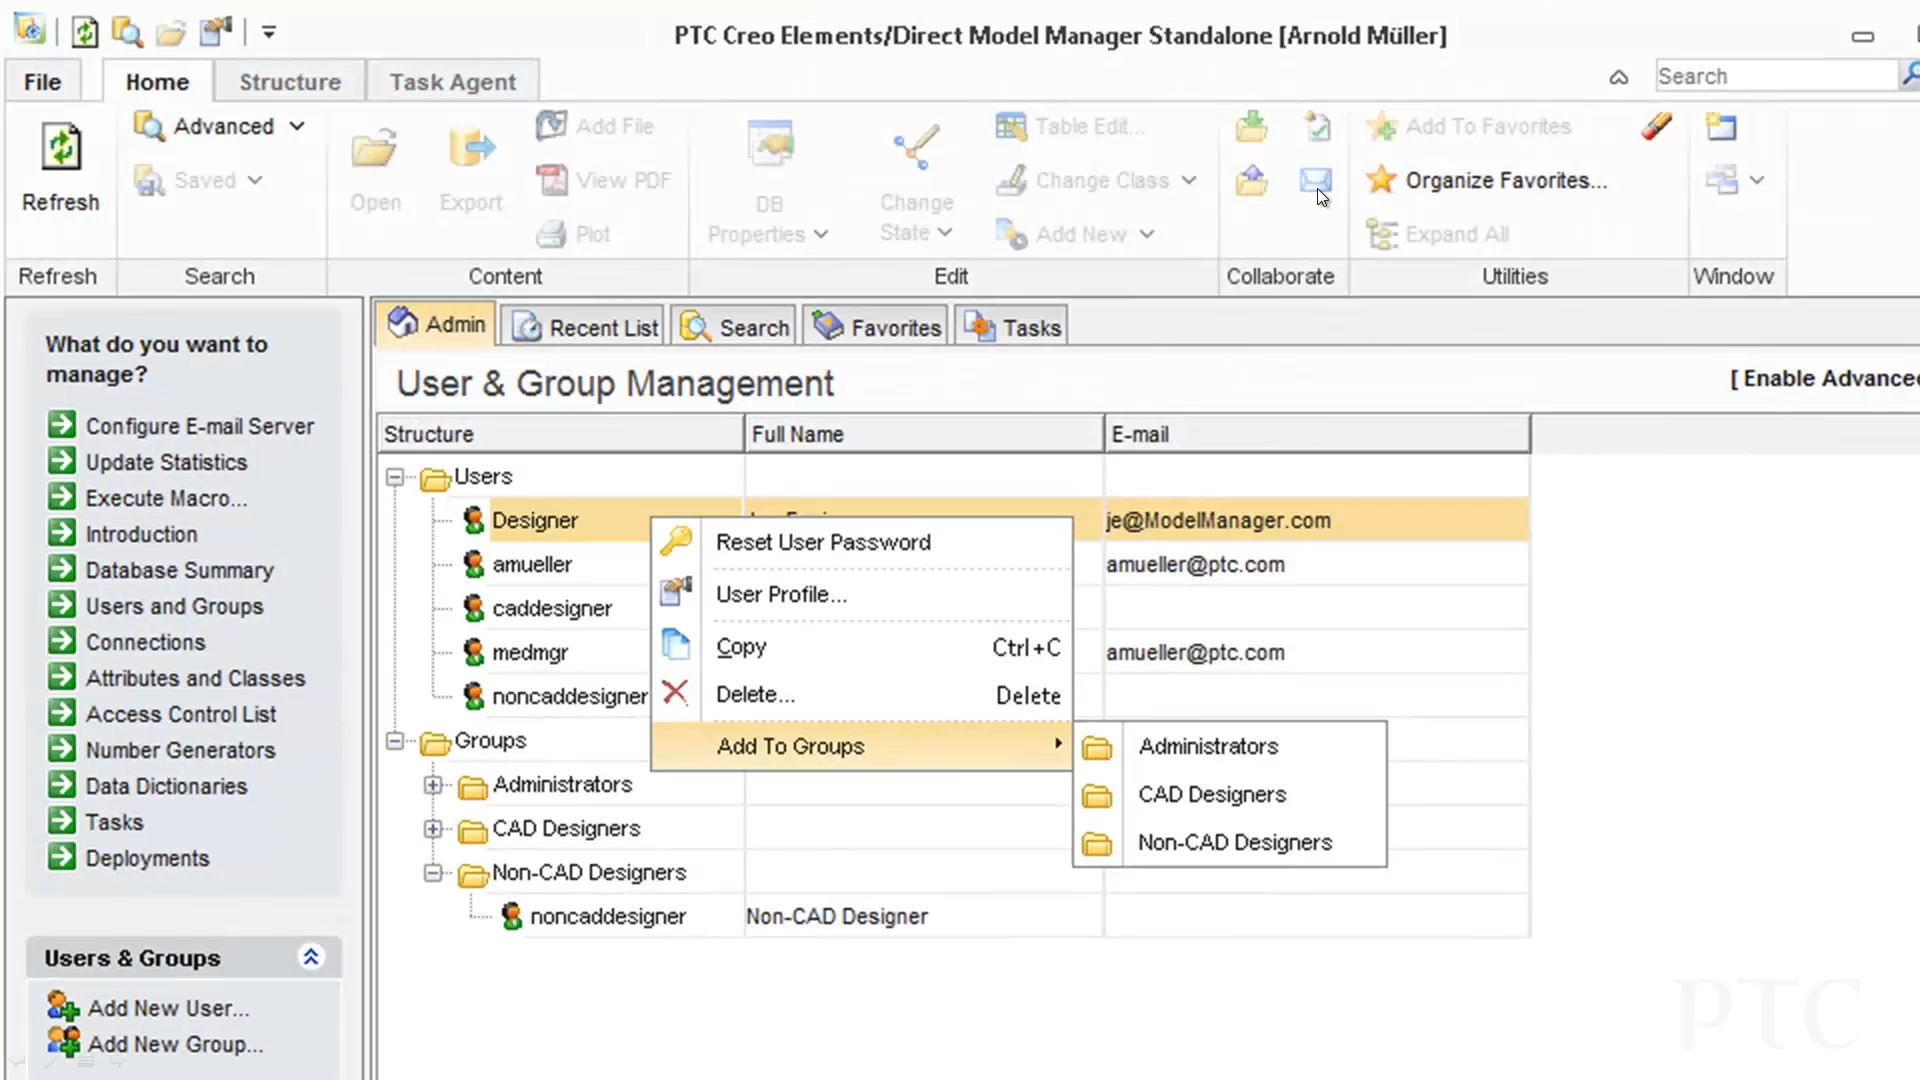 PTC Creo Elements/Direct Model Manager Standalone [Arnold Müller]
File
Home
Structure
Task Agent
Search
Refresh
Advanced
Saved
Open
Export
Add File
View PDF
Plot
DB
Properties
Change
State
Table Edit...
Change Class
Add New
Add To Favorites
Organize Favorites...
Expand All
Refresh
Search
Content
Edit
Collaborate
Utilities
Window
What do you want to
manage?
Configure E-mail Server
Update Statistics
Execute Macro...
Introduction
Database Summary
Users and Groups
Connections
Attributes and Classes
Access Control List
Number Generators
Data Dictionaries
Tasks
Deployments
Users & Groups
Add New User...
Add New Group...
Admin
Recent List
Search
Favorites
Tasks
User & Group Management
[ Enable Advanced
Structure
Full Name
E-mail
Users
Designer
je@ModelManager.com
amueller
amueller@ptc.com
caddesigner
medmgr
amueller@ptc.com
noncaddesigner
Groups
Administrators
CAD Designers
Non-CAD Designers
noncaddesigner
Non-CAD Designer
Reset User Password
User Profile...
Copy Ctrl+C
Delete... Delete
Add To Groups
Administrators
CAD Designers
Non-CAD Designers
PTC